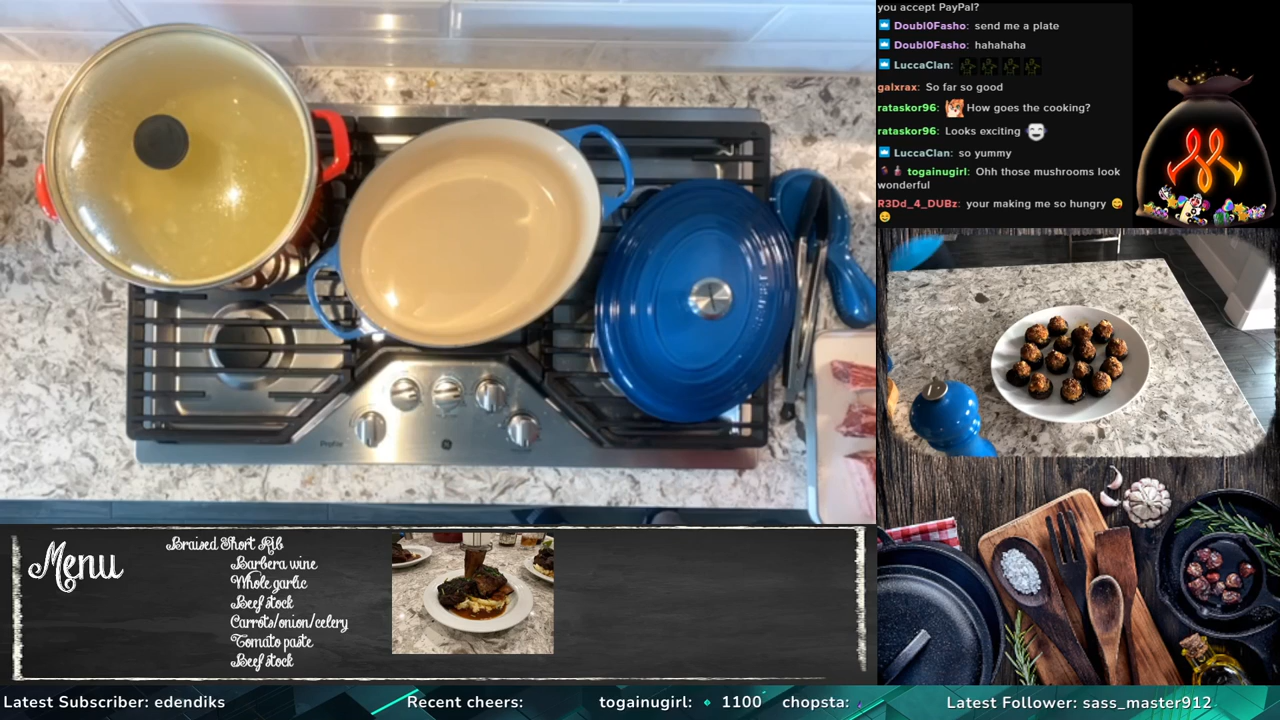 you accept PayPal?
Doubl0Fasho: send me a plate
Doubl0Fasho: hahahaha
LuccaClan:
galxrax: So far so good
rataskor96: How goes the cooking?
rataskor96: Looks exciting
LuccaClan: so yummy
togainugirl: Ohh those mushrooms look
wonderful
R3Dd_4_DUBz: your making me so hungry
Menu
Braised Short Rib
Barbera wine
Whole garlic
Beef stock
Carrots/onion/celery
Tomato paste
Beef stock
Latest Subscriber: edendiks
Recent cheers:
togainugirl: 1100 chopsta:
Latest Follower: sass_master912